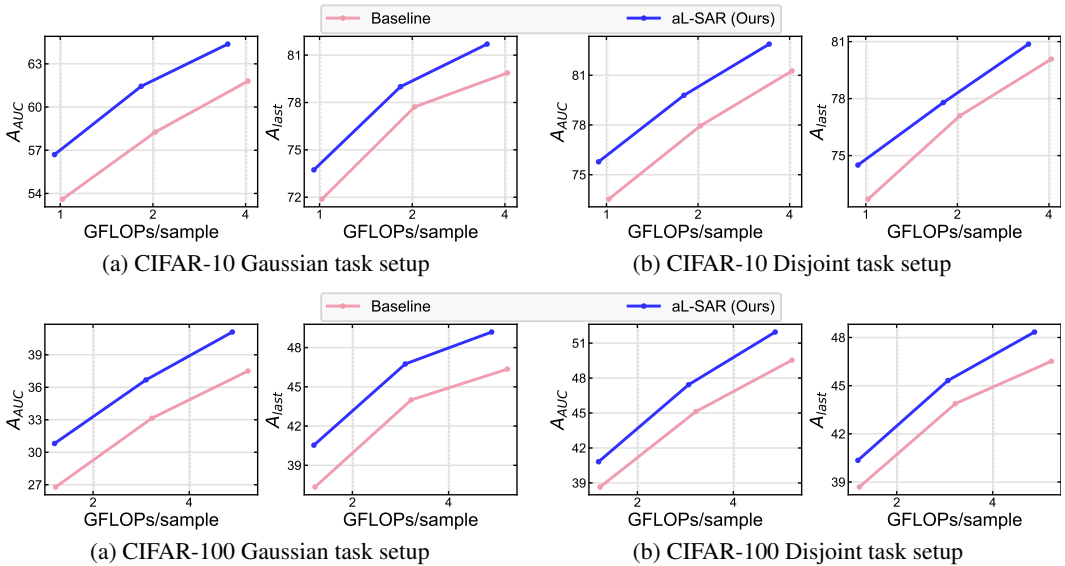 Baseline
aL-SAR (Ours)
A_AUC
63
60
57
54
1
2
4
GFLOPs/sample
A_last
81
78
75
72
1
2
4
GFLOPs/sample
(a) CIFAR-10 Gaussian task setup
A_AUC
81
78
75
1
2
4
GFLOPs/sample
A_last
81
78
75
1
2
4
GFLOPs/sample
(b) CIFAR-10 Disjoint task setup
Baseline
aL-SAR (Ours)
A_AUC
39
36
33
30
27
2
4
GFLOPs/sample
A_last
48
45
42
39
2
4
GFLOPs/sample
(a) CIFAR-100 Gaussian task setup
A_AUC
51
48
45
42
39
2
4
GFLOPs/sample
A_last
48
45
42
39
2
4
GFLOPs/sample
(b) CIFAR-100 Disjoint task setup